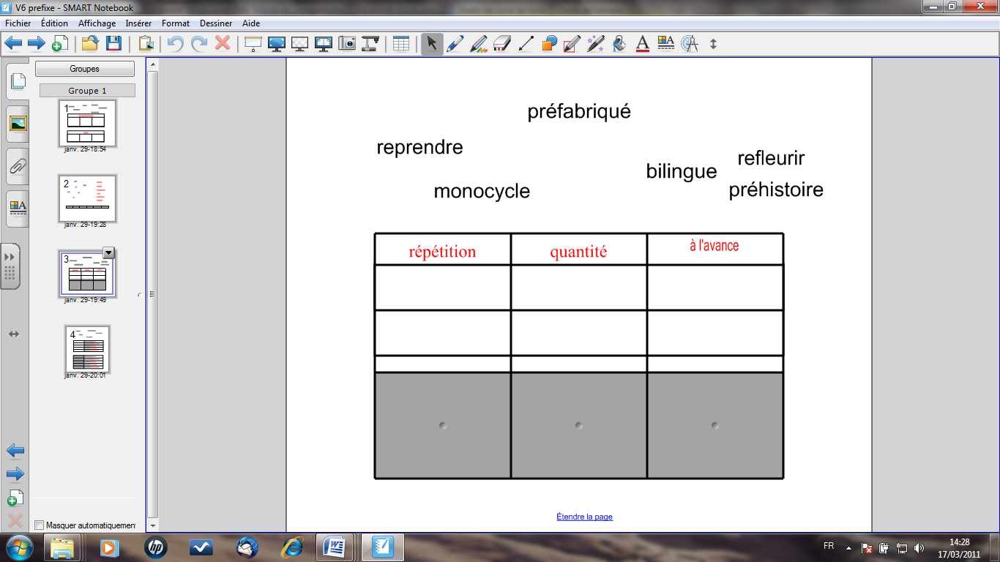 V6 prefixe - SMART Notebook
Fichier Édition Affichage Insérer Format Dessiner Aide
Groupes
Groupe 1
1
janv. 29-18:54
2
janv. 29-19:28
3
janv. 29-19:49
4
janv. 29-20:01
Masquer automatiquemen
préfabriqué
reprendre
refleurir
bilingue
monocycle
préhistoire
répétition quantité à l'avance
Étendre la page
FR
14:28
17/03/2011